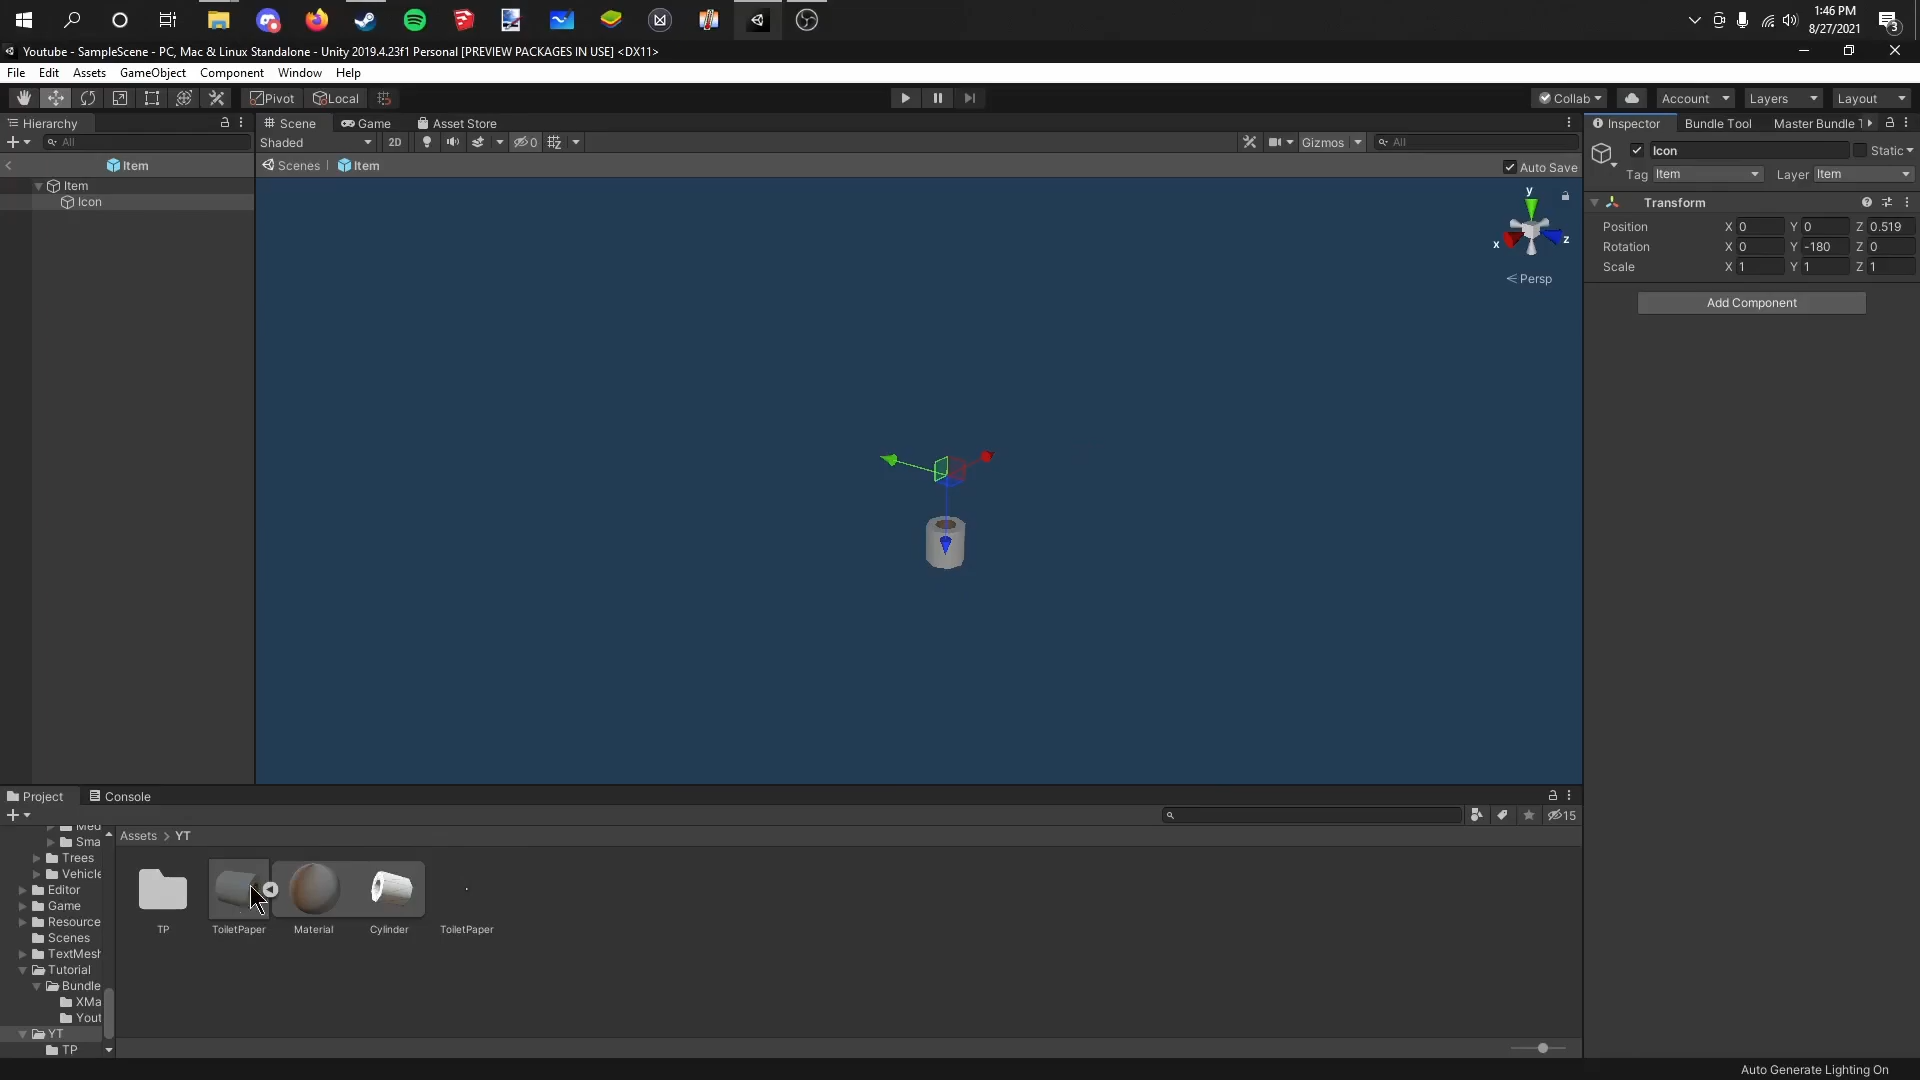 1:46 PM
8/27/2021
3
Youtube - SampleScene - PC, Mac & Linux Standalone - Unity 2019.4.23f1 Personal [PREVIEW PACKAGES IN USE] <DX11>
File Edit Assets GameObject Component Window Help
Pivot Local Collab Account Layers Layout
Hierarchy Scene Game Asset Store Inspector Bundle Tool Master Bundle T
All Shaded 2D 0 Gizmos All Icon Static
Item Scenes Item Auto Save Tag Item Layer Item
Item
Icon
y
x z
Persp
Transform
Position X 0 Y 0 Z 0.519
Rotation X 0 Y -180 Z 0
Scale X 1 Y 1 Z 1
Add Component
Project Console
15
Assets > YT
Med
Sma
Trees
Vehicle
Editor
Game
Resource
Scenes
TextMesh
Tutorial
Bundle
XMa
Yout
YT
TP
TP ToiletPaper Material Cylinder ToiletPaper
Auto Generate Lighting On